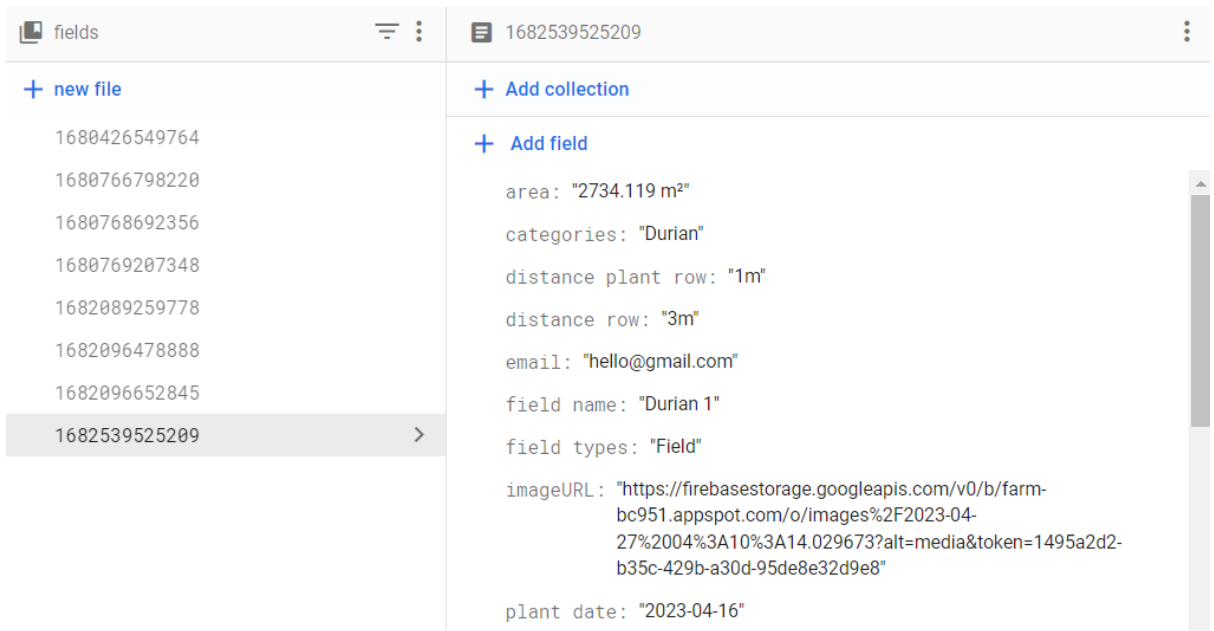 fields
new file
1680426549764
1680766798220
1680768692356
1680769207348
1682089259778
1682096478888
1682096652845
1682539525209
1682539525209
Add collection
Add field
area: "2734.119 m²"
categories: "Durian"
distance plant row: "1m"
distance row: "3m"
email: "hello@gmail.com"
field name: "Durian 1"
field types: "Field"
imageURL: "https://firebasestorage.googleapis.com/v0/b/farm-
bc951.appspot.com/o/images%2F2023-04-
27%2004%3A10%3A14.029673?alt=media&token=1495a2d2-
b35c-429b-a30d-95de8e32d9e8"
plant date: "2023-04-16"